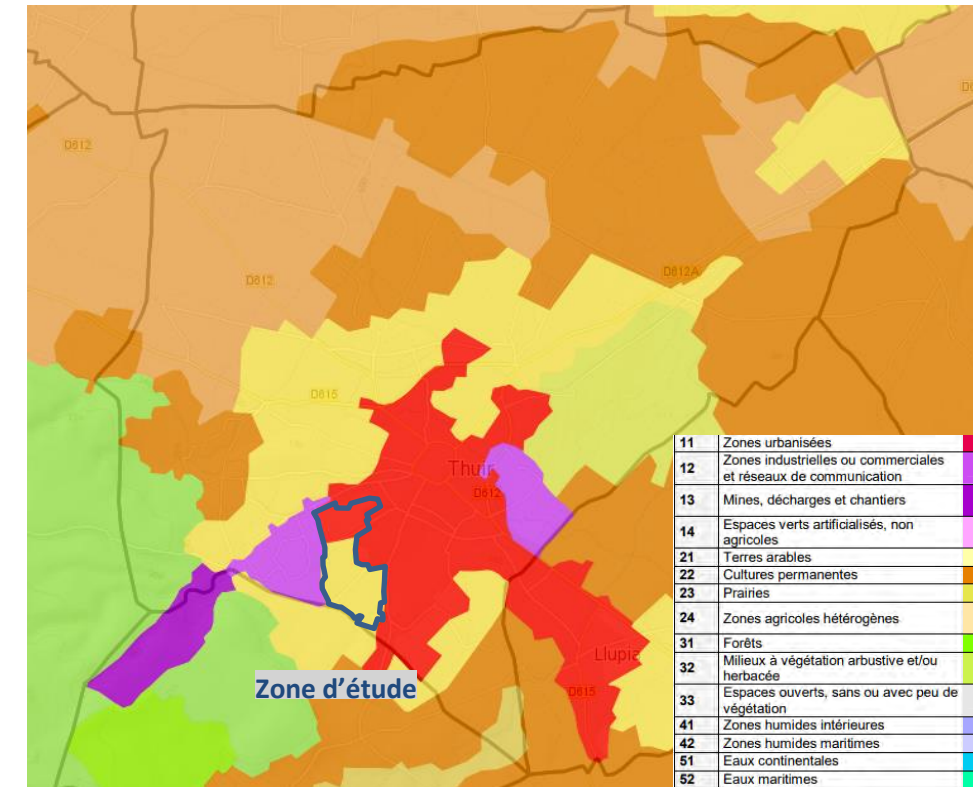 D612
D612
D612A
D615
Thuir
D612
Llupia
D615
Zone d'étude
11 Zones urbanisées
12 Zones industrielles ou commerciales
et réseaux de communication
13 Mines, décharges et chantiers
14 Espaces verts artificialisés, non
agricoles
21 Terres arables
22 Cultures permanentes
23 Prairies
24 Zones agricoles hétérogènes
31 Forêts
32 Milieux à végétation arbustive et/ou
herbacée
33 Espaces ouverts, sans ou avec peu de
végétation
41 Zones humides intérieures
42 Zones humides maritimes
51 Eaux continentales
52 Eaux maritimes